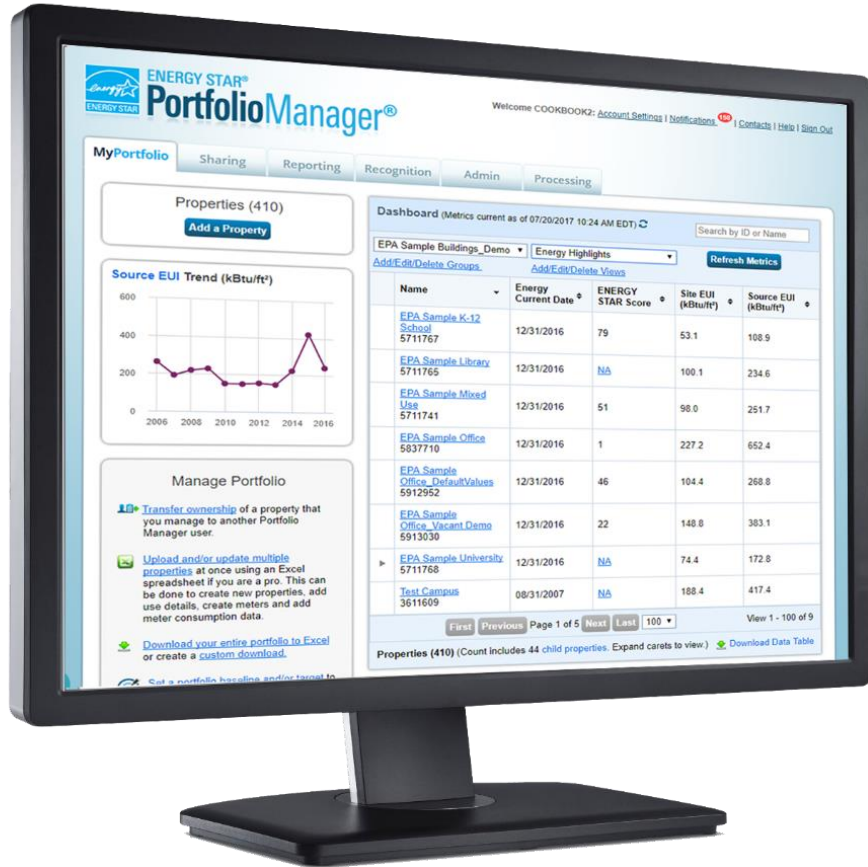 energy
ENERGY STAR
ENERGY STAR®
PortfolioManager®
Welcome COOKBOOK2: Account Settings | Notifications 150 | Contacts | Help | Sign Out
MyPortfolio
Sharing
Reporting
Recognition
Admin
Processing
Properties (410)
Add a Property
Source EUI Trend (kBtu/ft²)
600
400
200
0
2006 2008 2010 2012 2014 2016
Manage Portfolio
Transfer ownership of a property that
you manage to another Portfolio
Manager user.
Upload and/or update multiple
properties at once using an Excel
spreadsheet if you are a pro. This can
be done to create new properties, add
use details, create meters and add
meter consumption data.
Download your entire portfolio to Excel
or create a custom download.
Set a portfolio baseline and/or target to
Dashboard (Metrics current as of 07/20/2017 10:24 AM EDT)
Search by ID or Name
EPA Sample Buildings_Demo
Energy Highlights
Refresh Metrics
Add/Edit/Delete Groups
Add/Edit/Delete Views
Name
Energy
Current Date
ENERGY
STAR Score
Site EUI
(kBtu/ft²)
Source EUI
(kBtu/ft²)
EPA Sample K-12
School
5711767
12/31/2016 79 53.1 108.9
EPA Sample Library
5711765
12/31/2016 NA 100.1 234.6
EPA Sample Mixed
Use
5711741
12/31/2016 51 98.0 251.7
EPA Sample Office
5837710
12/31/2016 1 227.2 652.4
EPA Sample
Office_DefaultValues
5912952
12/31/2016 46 104.4 268.8
EPA Sample
Office_Vacant Demo
5913030
12/31/2016 22 148.8 383.1
EPA Sample University
5711768
12/31/2016 NA 74.4 172.8
Test Campus
3611609
08/31/2007 NA 188.4 417.4
First Previous Page 1 of 5 Next Last 100
View 1 - 100 of 9
Properties (410) (Count includes 44 child properties. Expand carets to view.)
Download Data Table